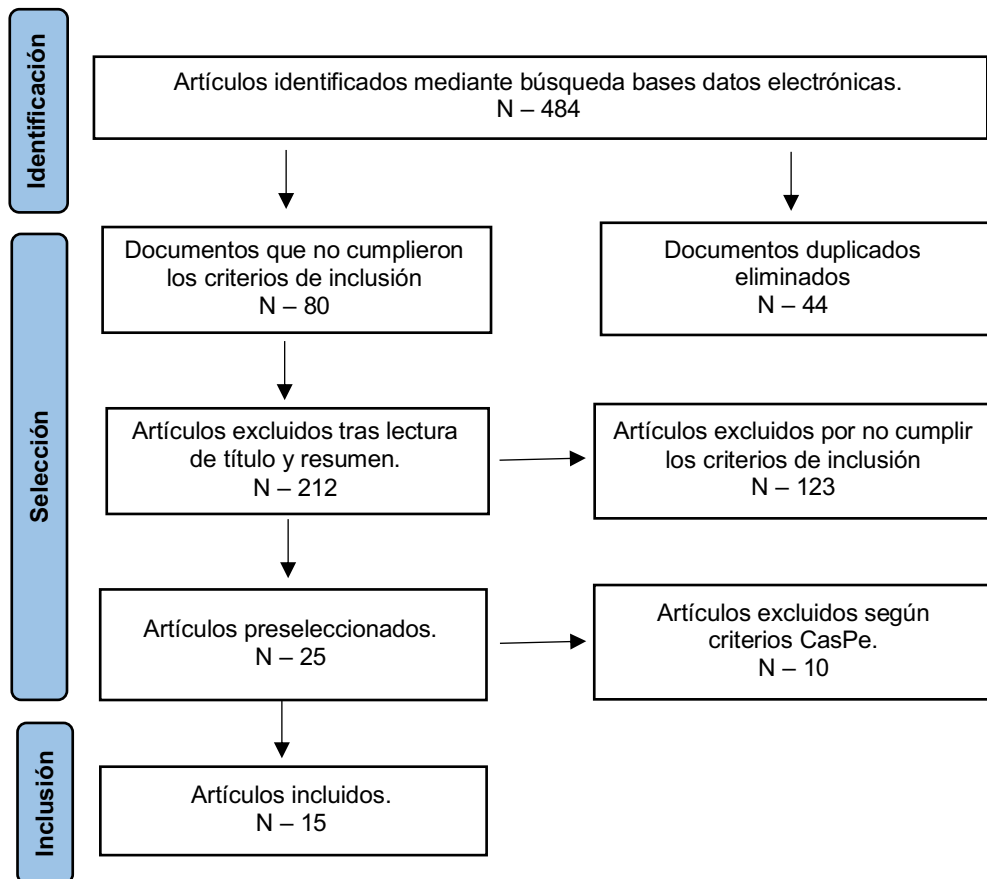 Identificación
Artículos identificados mediante búsqueda bases datos electrónicas.
N – 484
Selección
Documentos que no cumplieron
los criterios de inclusión
N – 80
Documentos duplicados
eliminados
N – 44
Artículos excluidos tras lectura
de título y resumen.
N – 212
Artículos excluidos por no cumplir
los criterios de inclusión
N – 123
Artículos preseleccionados.
N – 25
Artículos excluidos según
criterios CasPe.
N – 10
Inclusión
Artículos incluidos.
N – 15